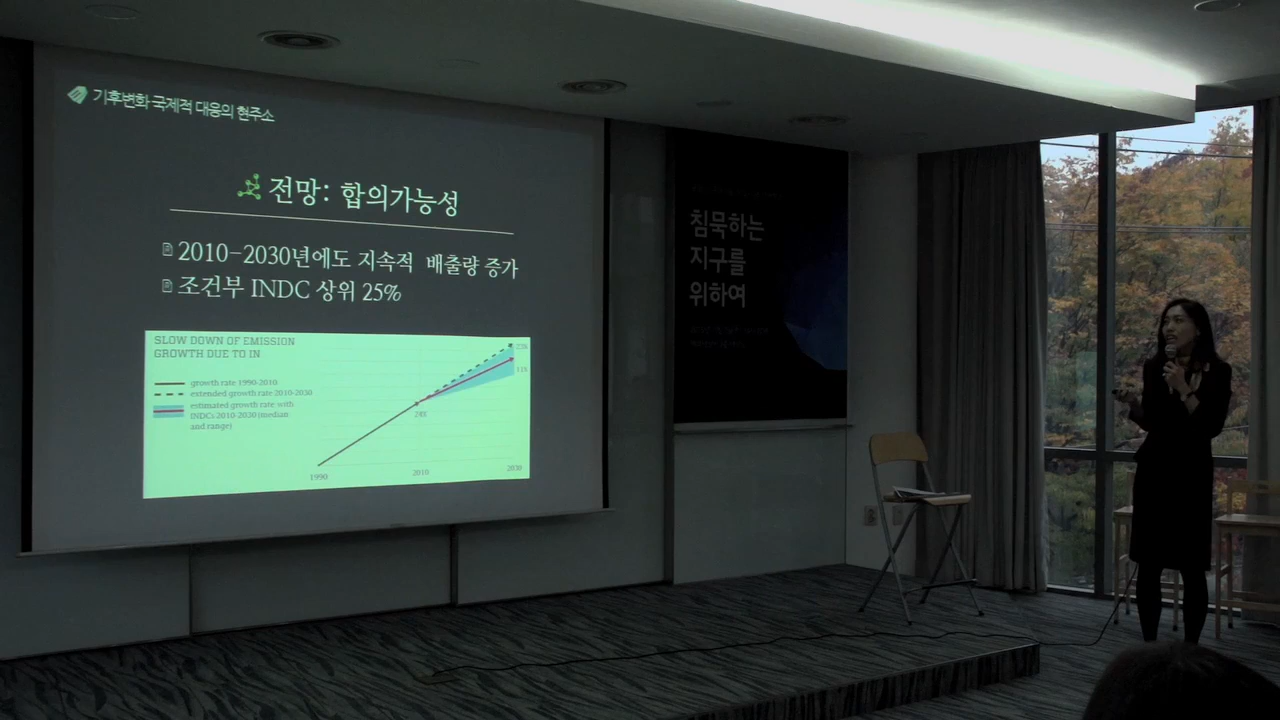 기후변화 국제적 대응의 현주소
전망: 합의가능성
2010-2030년에도 지속적 배출량 증가
조건부 INDC 상위 25%
SLOW DOWN OF EMISSION
GROWTH DUE TO IN
growth rate 1990-2010
extended growth rate 2010-2030
estimated growth rate with
INDCs 2010-2030 (median
and range)
24%
11%
1990
2010
2030
침묵하는
지구를
위하여